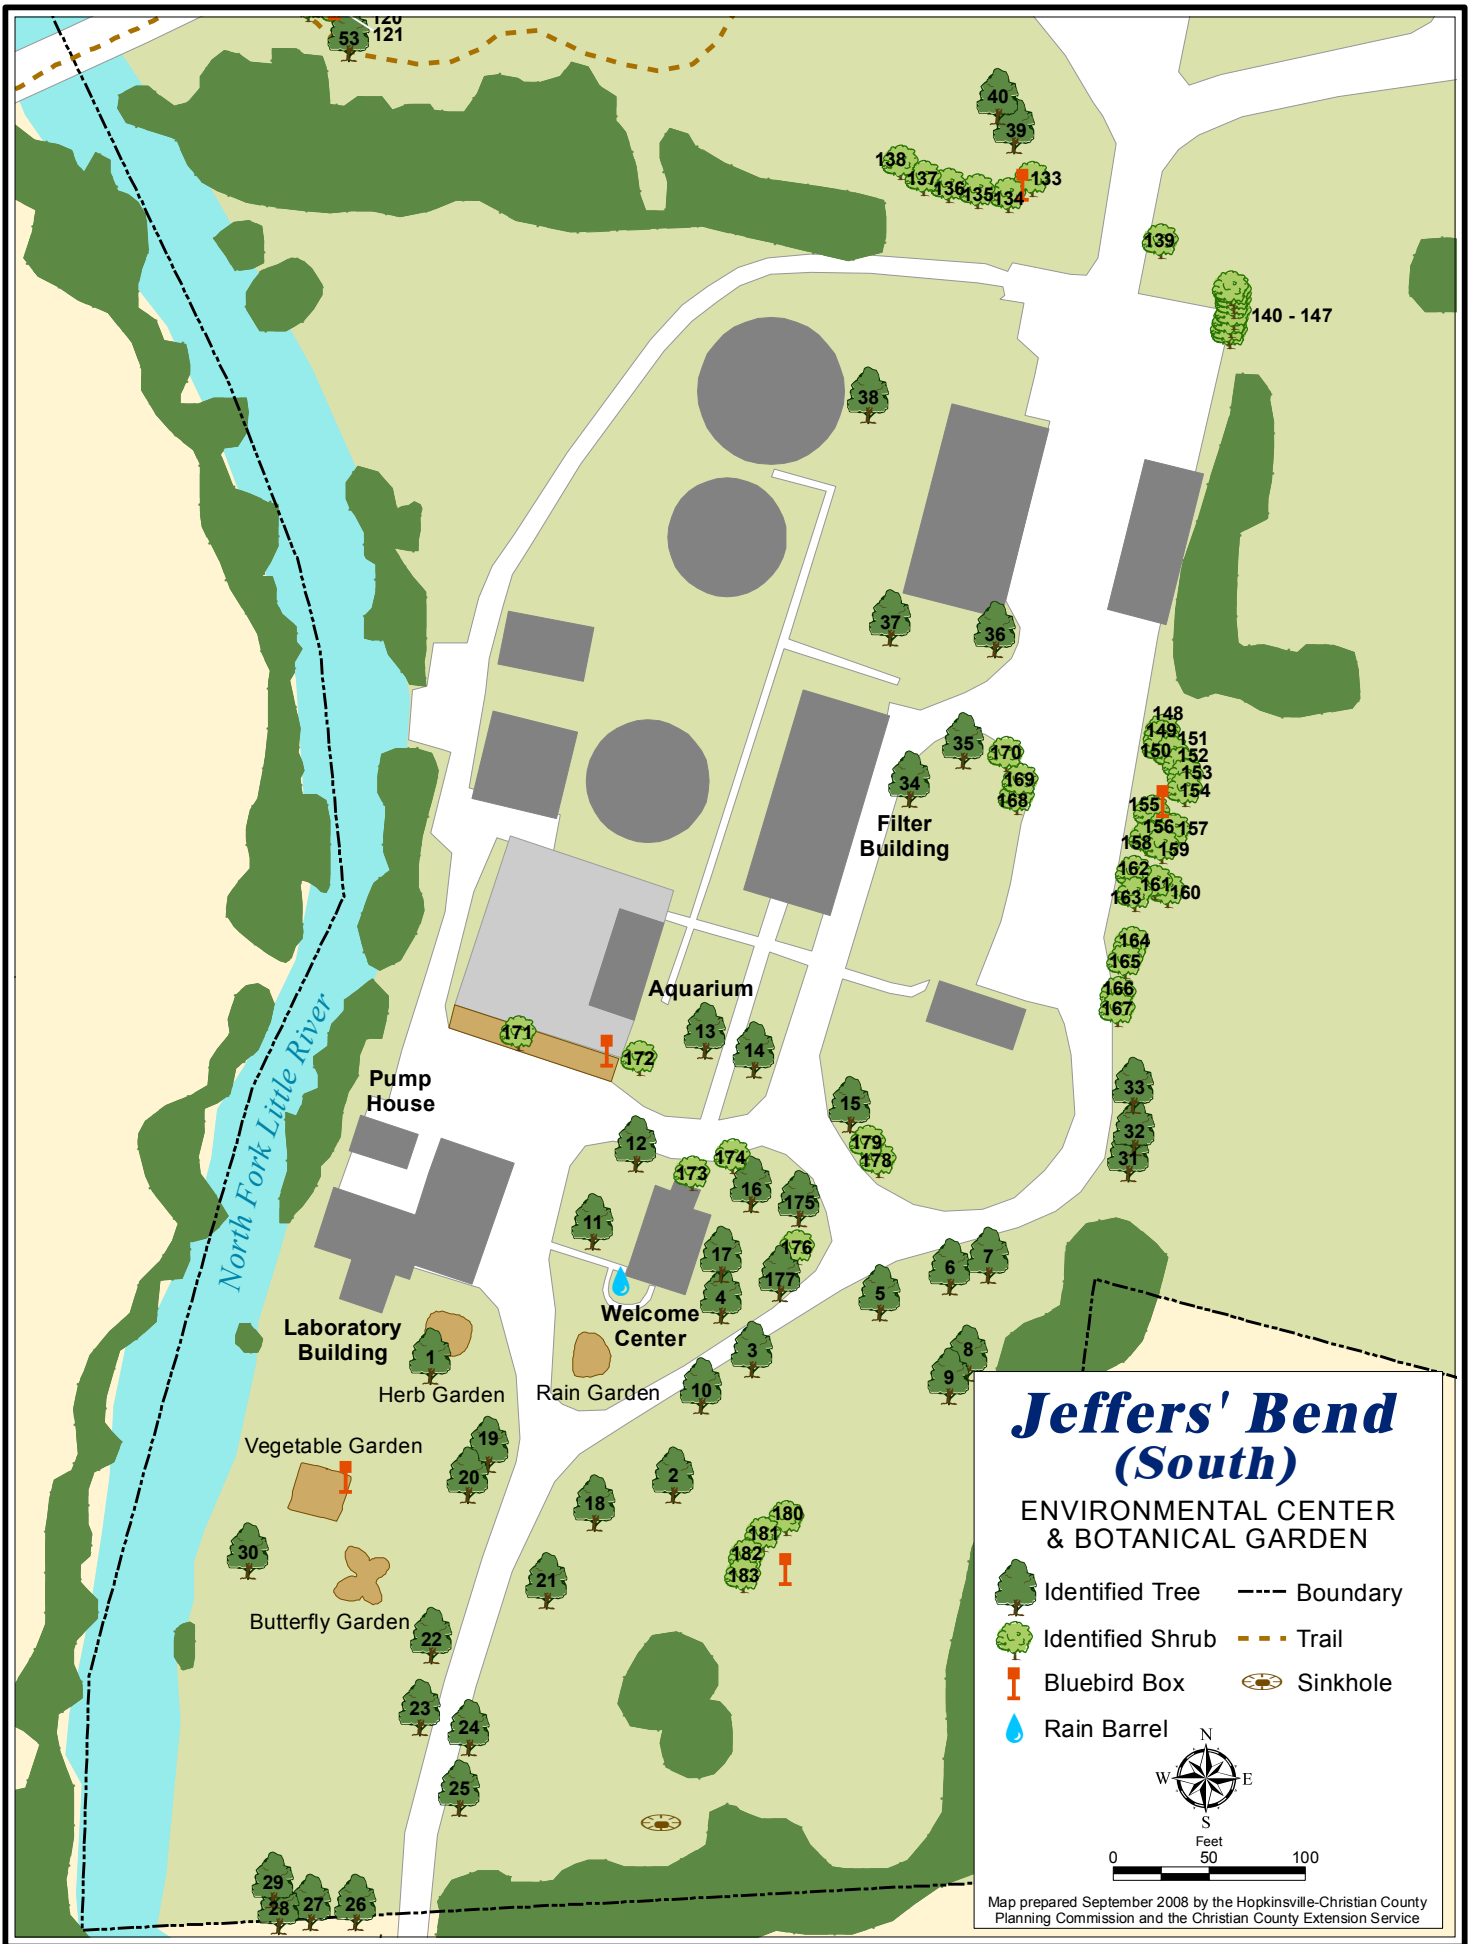 120
53 121
40
39
138
137
136
135
134
133
139
140 - 147
38
37
36
35
34
170
169
168
Filter
Building
148
149
151
150
152
153
154
155
156
157
158
159
162
161
160
163
164
165
166
167
Aquarium
171
172
13
14
Pump
House
33
32
31
15
179
178
12
174
173
16
175
11
17
176
177
4
7
6
5
North Fork Little River
Welcome
Center
Laboratory
Building
1
3
8
9
10
Herb Garden
Rain Garden
Vegetable Garden
19
20
2
18
180
181
182
183
30
21
Butterfly Garden
22
23
24
25
29
28
27
26
Jeffers' Bend
(South)
ENVIRONMENTAL CENTER
& BOTANICAL GARDEN
Identified Tree
Boundary
Identified Shrub
Trail
Bluebird Box
Sinkhole
Rain Barrel
N
W E
S
Feet
0 50 100
Map prepared September 2008 by the Hopkinsville-Christian County
Planning Commission and the Christian County Extension Service